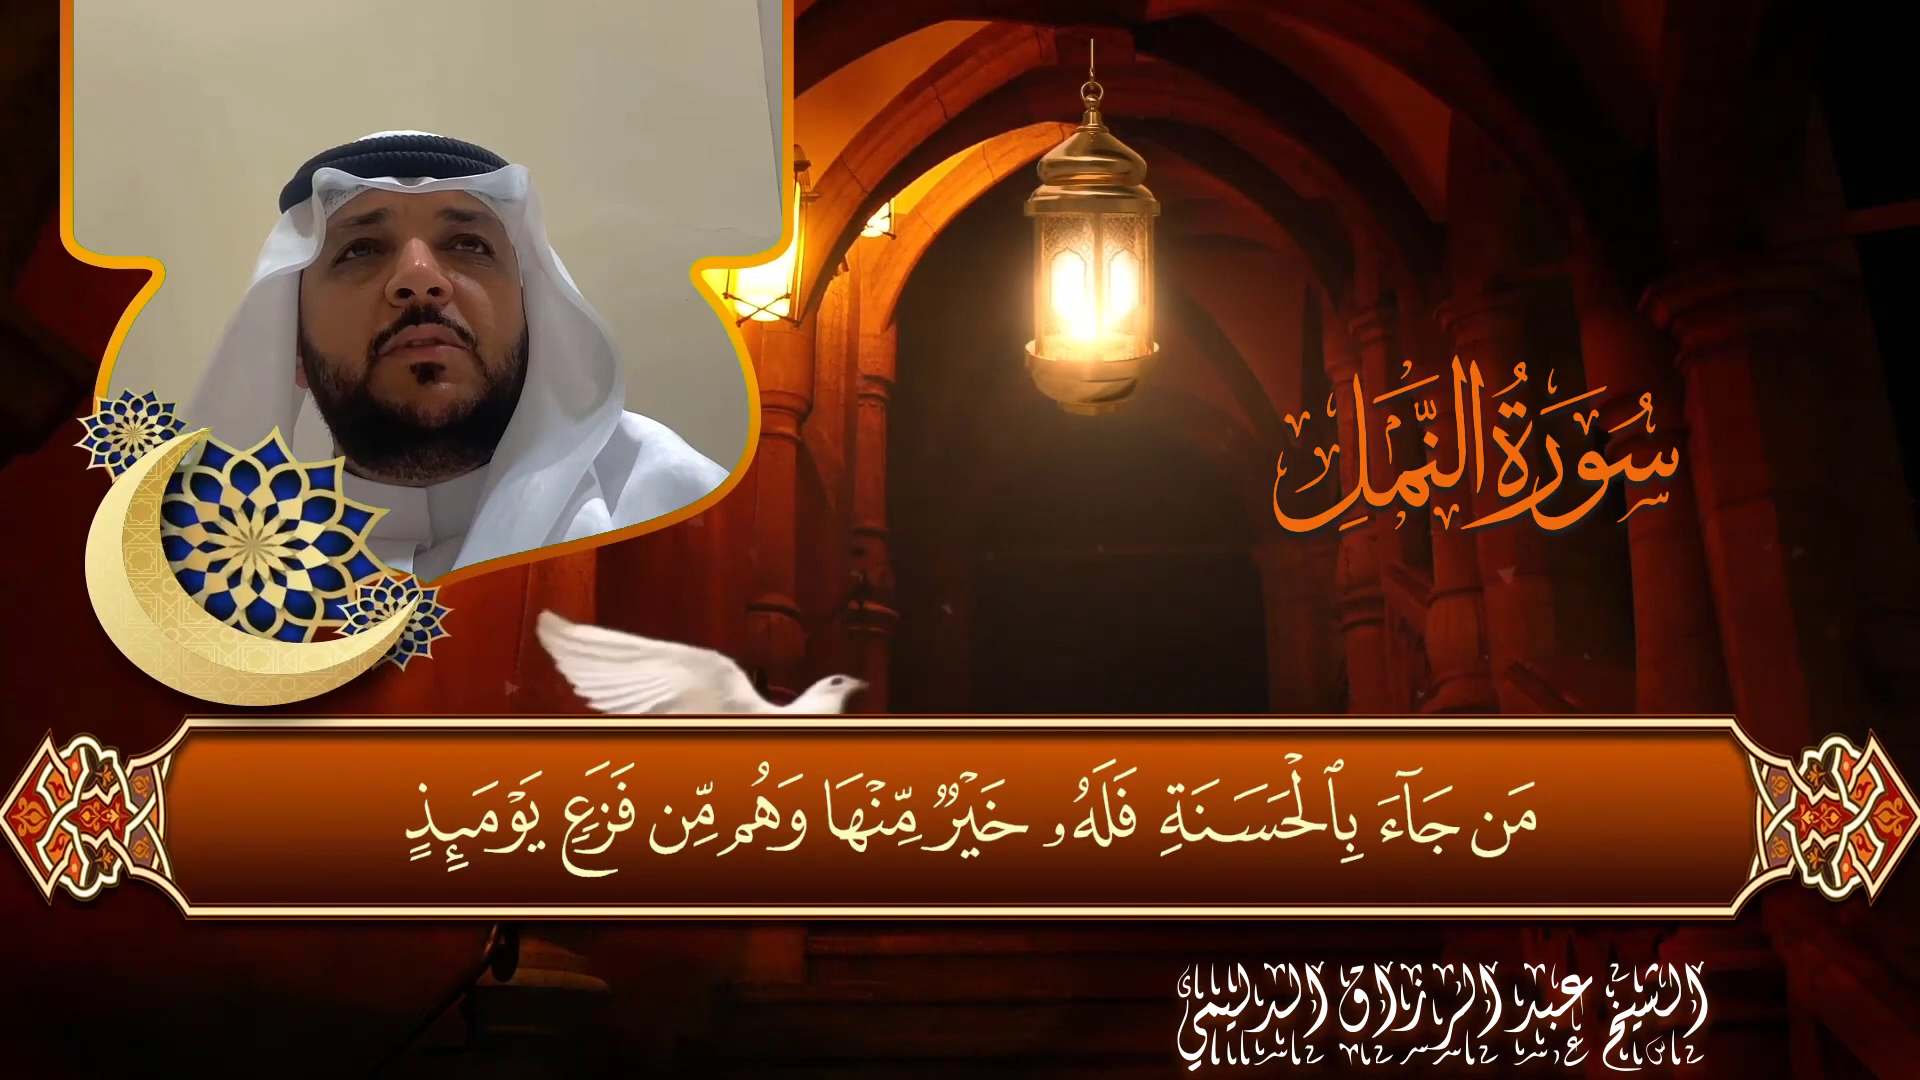 سُورَةُ النَّمْلِ
مَن جَآءَ بِٱلْحَسَنَةِ فَلَهُۥ خَيْرٌۭ مِّنْهَا وَهُم مِّن فَزَعٍۢ يَوْمَئِذٍ
الشيخ عبد الرزاق الدليمي